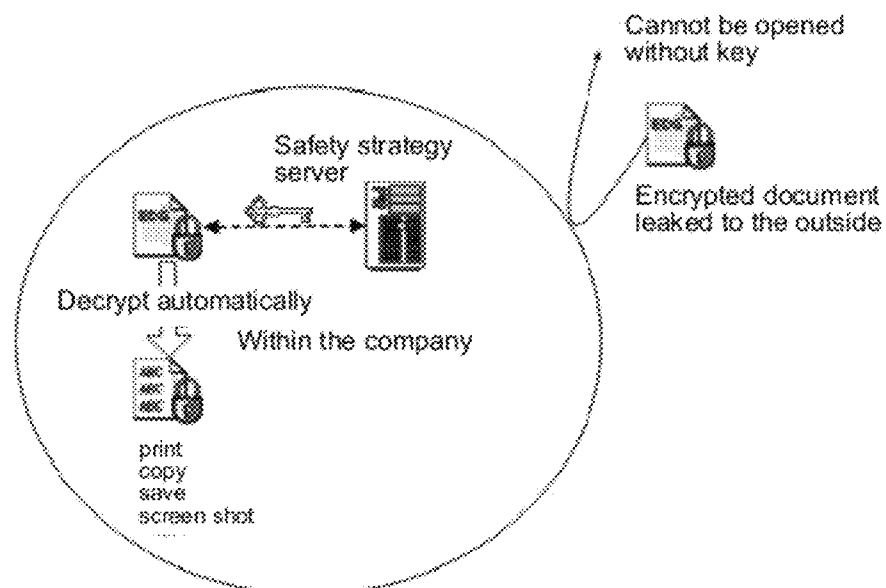 Cannot be opened
without key
Safety strategy
server
Encrypted document
leaked to the outside
Decrypt automatically
Within the company
print
copy
save
screen shot
......